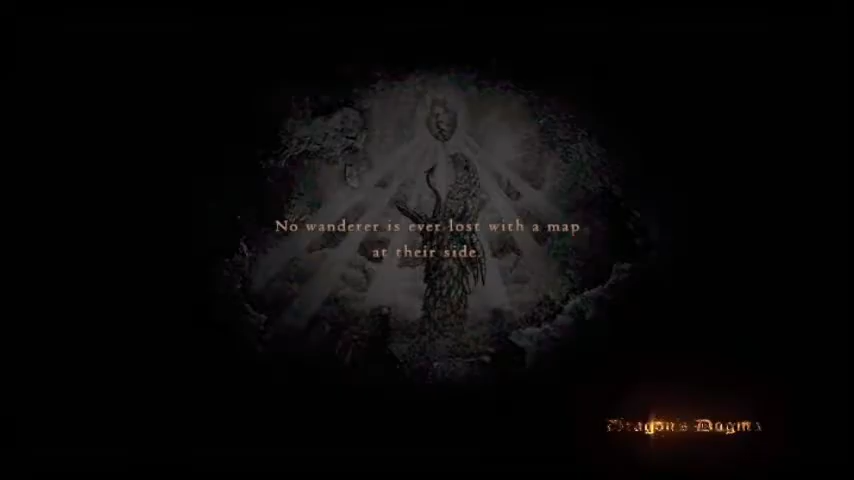 No wanderer is ever lost with a map
at their side.
Dragon's Dogma